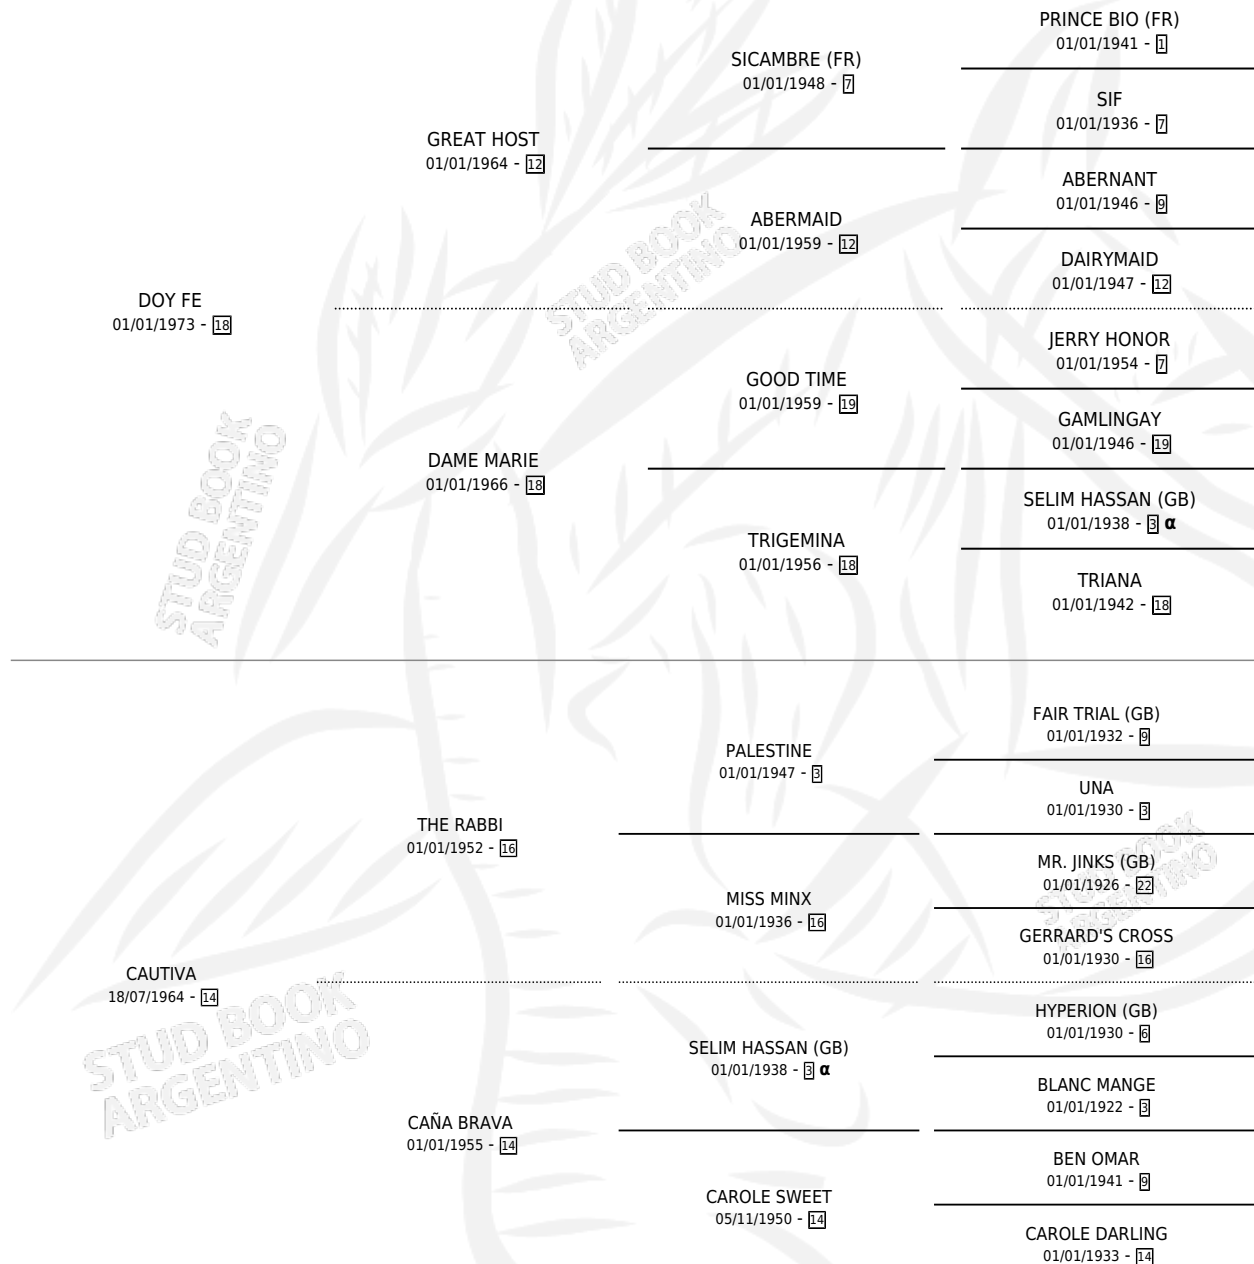 PRINCE BIO (FR)
01/01/1941 - 1
SICAMBRE (FR)
01/01/1948 - 7
SIF
01/01/1936 - 7
GREAT HOST
01/01/1964 - 12
ABERNANT
01/01/1946 - 9
ABERMAID
01/01/1959 - 12
DAIRYMAID
01/01/1947 - 12
DOY FE
01/01/1973 - 18
JERRY HONOR
01/01/1954 - 7
GOOD TIME
01/01/1959 - 19
GAMLINGAY
01/01/1946 - 19
DAME MARIE
01/01/1966 - 18
SELIM HASSAN (GB)
01/01/1938 - 3 α
TRIGEMINA
01/01/1956 - 18
TRIANA
01/01/1942 - 18
FAIR TRIAL (GB)
01/01/1932 - 9
PALESTINE
01/01/1947 - 3
UNA
01/01/1930 - 3
THE RABBI
01/01/1952 - 16
MR. JINKS (GB)
01/01/1926 - 22
MISS MINX
01/01/1936 - 16
GERRARD'S CROSS
01/01/1930 - 16
CAUTIVA
18/07/1964 - 14
HYPERION (GB)
01/01/1930 - 6
SELIM HASSAN (GB)
01/01/1938 - 3 α
BLANC MANGE
01/01/1922 - 3
CAÑA BRAVA
01/01/1955 - 14
BEN OMAR
01/01/1941 - 9
CAROLE SWEET
05/11/1950 - 14
CAROLE DARLING
01/01/1933 - 14
STUD BOOK
ARGENTINO
STUD BOOK
ARGENTINO
STUD BOOK
ARGENTINO
STUD BOOK
ARGENTINO